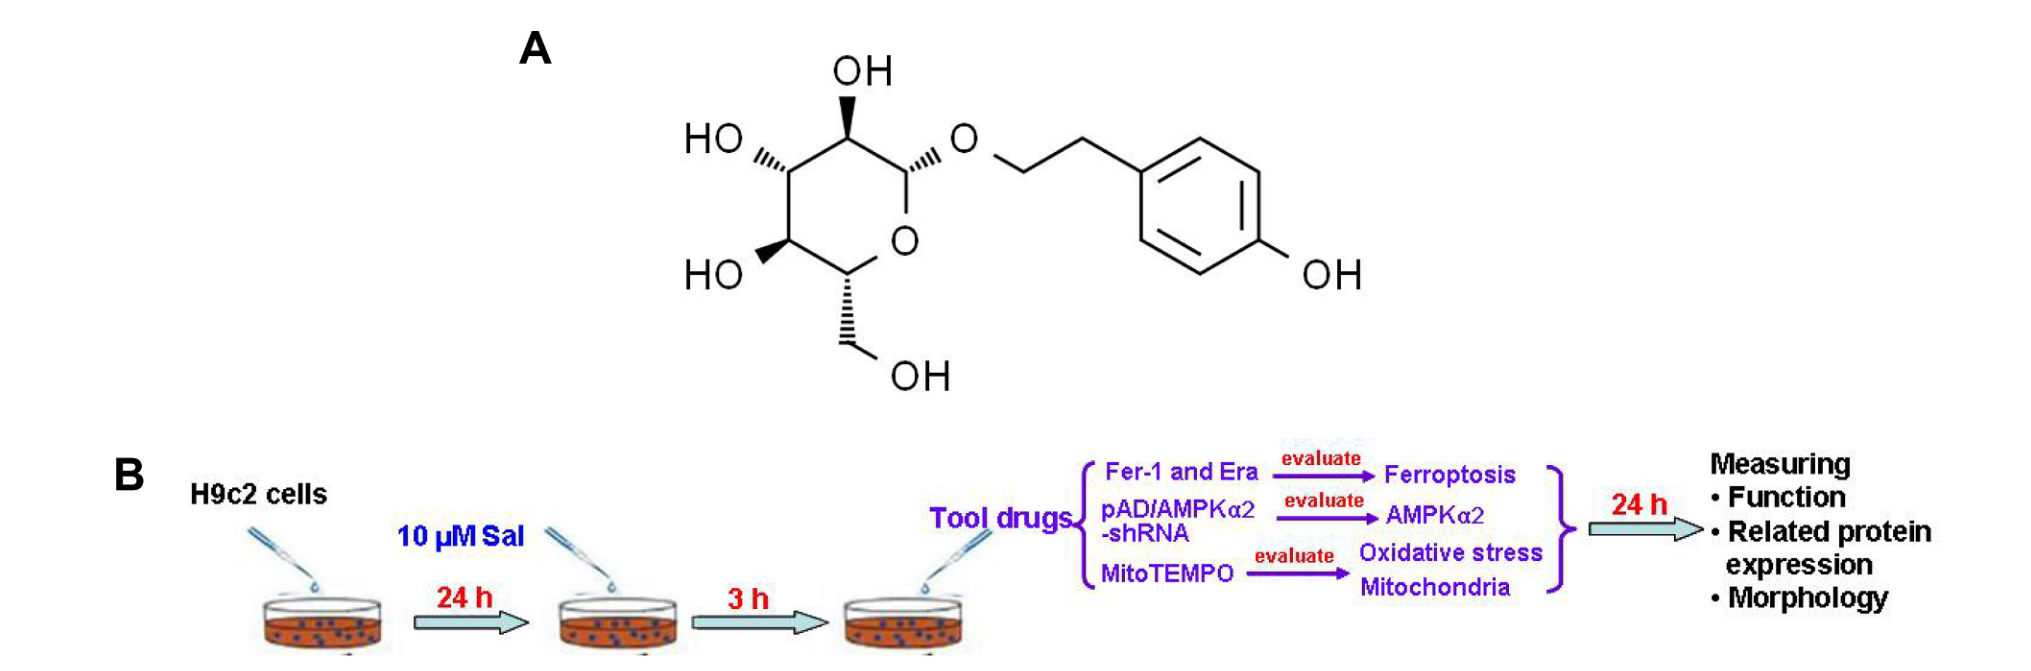 A
OH
HO
O
HO
O
OH
OH
B
H9c2 cells
10 µM Sal
24 h
3 h
Tool drugs
Fer-1 and Era
evaluate
Ferroptosis
pAD/AMPKα2
-shRNA
evaluate
AMPKα2
MitoTEMPO
evaluate
Oxidative stress
Mitochondria
24 h
Measuring
• Function
• Related protein
expression
• Morphology